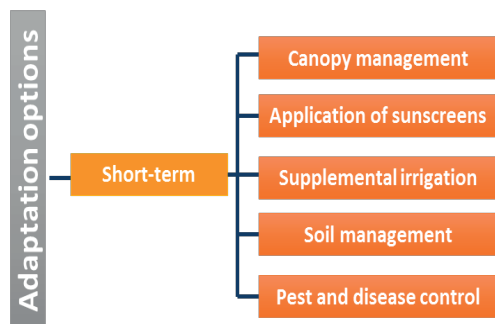 Adaptation options
Short-term
Canopy management
Application of sunscreens
Supplemental irrigation
Soil management
Pest and disease control